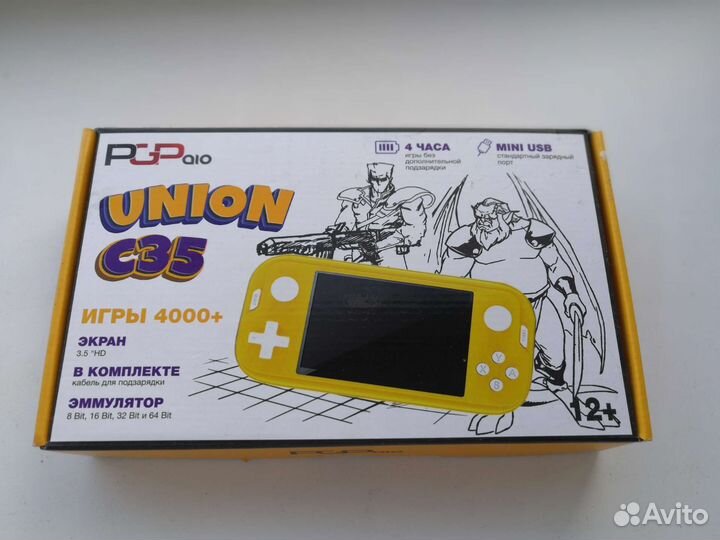 PGPaio
UNION
C35
4 ЧАСА
игры без
дополнительной
подзарядки
MINI USB
стандартный зарядный
порт
ИГРЫ 4000+
ЭКРАН
3.5 "HD
В КОМПЛЕКТЕ
кабель для подзарядки
ЭММУЛЯТОР
8 Bit, 16 Bit, 32 Bit и 64 Bit
Y
X
A
B
12+
PGPaio
Avito